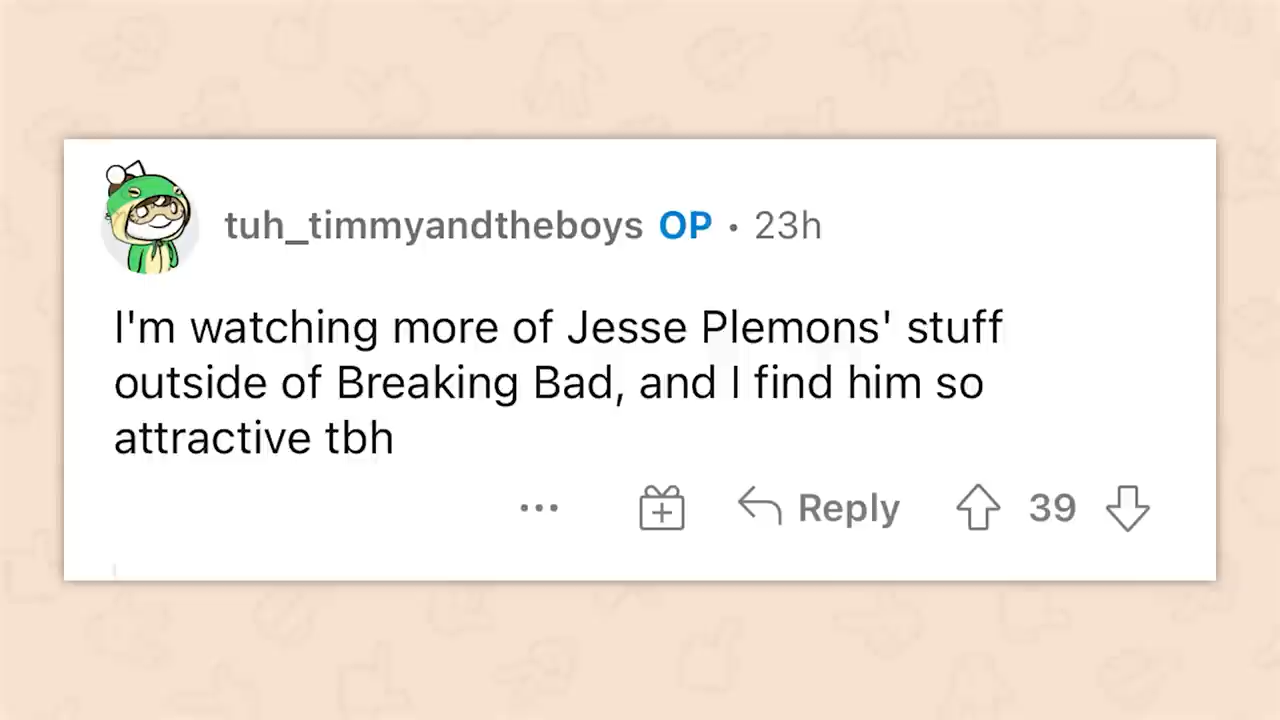 tuh_timmyandtheboys OP · 23h
I'm watching more of Jesse Plemons' stuff
outside of Breaking Bad, and I find him so
attractive tbh
... Reply 39